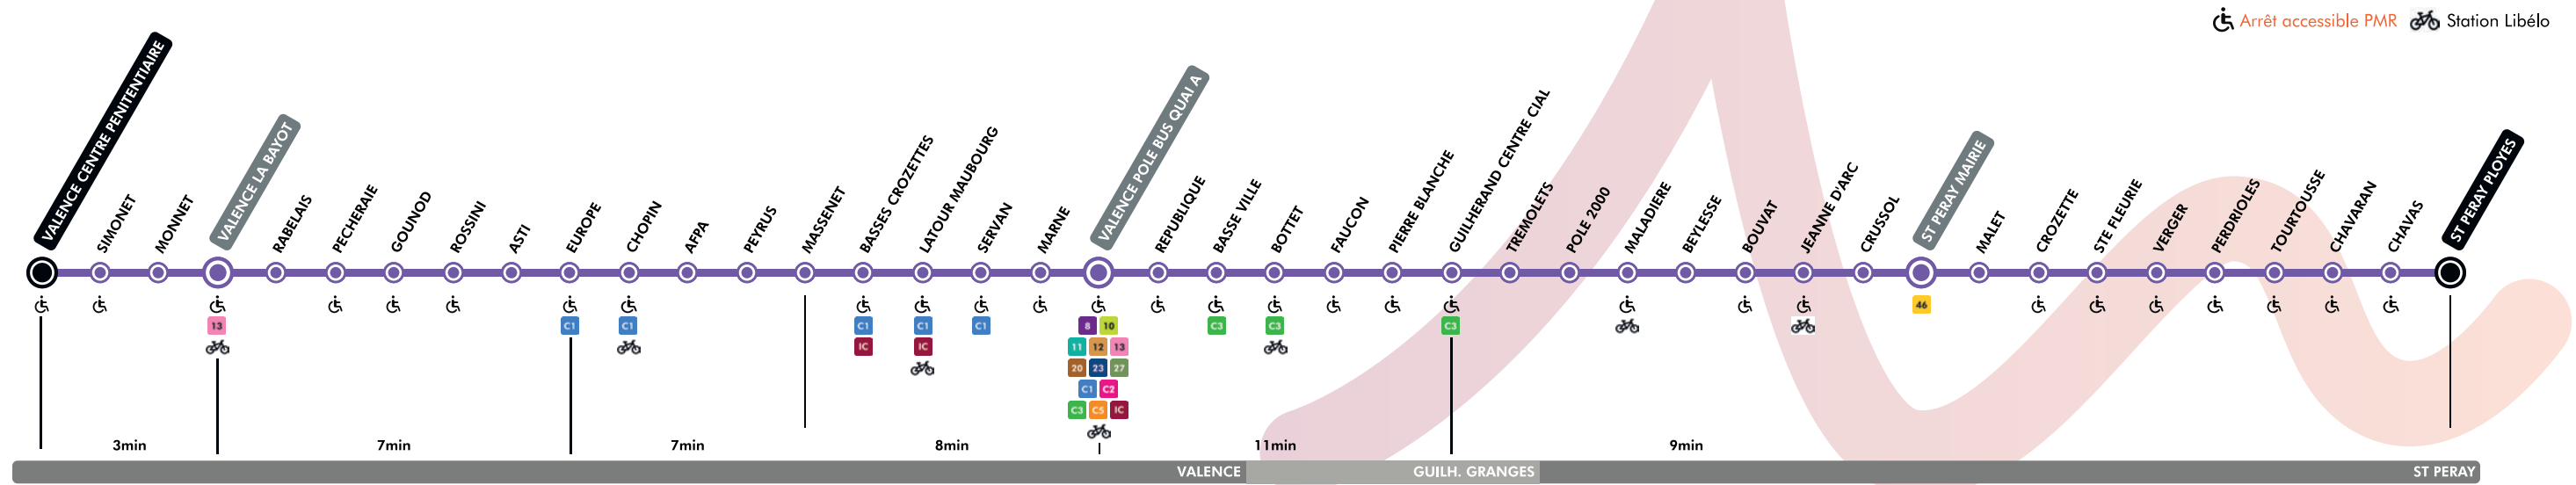 Arrêt accessible PMR
Station Libélo
VALENCE CENTRE PENITENTIAIRE
SIMONET
MONNET
VALENCE LA BAYOT
RABELAIS
PECHERAIE
GOUNOD
ROSSINI
ASTI
EUROPE
CHOPIN
AFPA
PEYRUS
MASSENET
BASSES CROZETTES
LATOUR MAUBOURG
SERVAN
MARNE
VALENCE POLE BUS QUAI A
REPUBLIQUE
BASSE VILLE
BOTTET
FAUCON
PIERRE BLANCHE
GUILHERAND CENTRE CIAL
TREMOLETS
POLE 2000
MALADIERE
BEYLESSE
BOUVAT
JEANNE D'ARC
CRUSSOL
ST PERAY MAIRIE
MALET
CROZETTE
STE FLEURIE
VERGER
PERDRIOLES
TOURTOUSSE
CHAVARAN
CHAVAS
ST PERAY PLOYES
13
C1
C1
C1
IC
C1
IC
C1
8 10
11 12 13
20 23 27
C1 C2
C3 C5 IC
C3
C3
C3
46
3min
7min
7min
8min
11min
9min
VALENCE
GUILH. GRANGES
ST PERAY